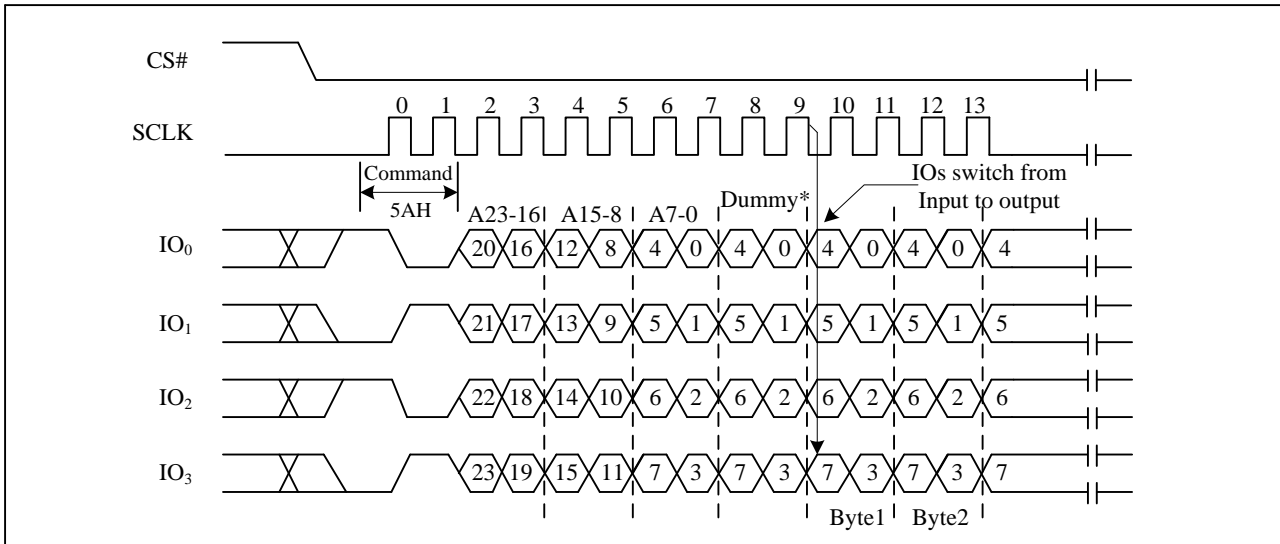 CS#
0 1 2 3 4 5 6 7 8 9 10 11 12 13
SCLK
Command
IOs switch from
Input to output
5AH
Dummy*
A23-16 A15-8 A7-0
IO0 20 16 12 8 4 0 4 0 4 0 4 0 4
IO1 21 17 13 9 5 1 5 1 5 1 5 1 5
IO2 22 18 14 10 6 2 6 2 6 2 6 2 6
IO3 23 19 15 11 7 3 7 3 7 3 7 3 7
Byte1 Byte2